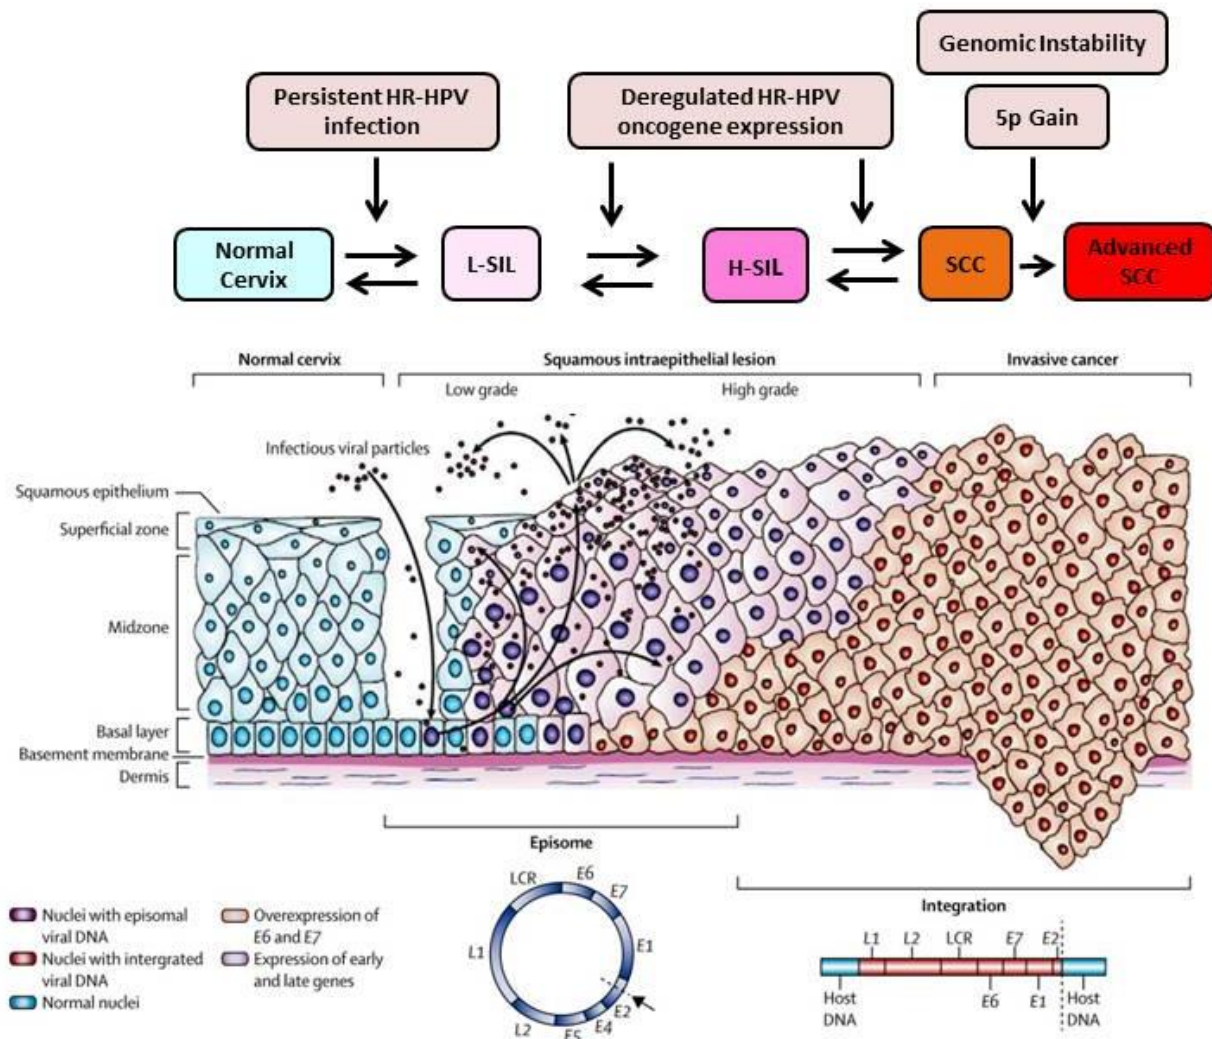 Genomic Instability
Persistent HR-HPV
infection
Deregulated HR-HPV
oncogene expression
5p Gain
Normal
Cervix
L-SIL
H-SIL
SCC
Advanced
SCC
Normal cervix
Squamous intraepithelial lesion
Invasive cancer
Low grade
High grade
Infectious viral particles
Squamous epithelium
Superficial zone
Midzone
Basal layer
Basement membrane
Dermis
Episome
LCR
E6
E7
L1
E1
E2
E4
E5
L2
Nuclei with episomal
viral DNA
Nuclei with intergrated
viral DNA
Normal nuclei
Overexpression of
E6 and E7
Expression of early
and late genes
Integration
L1 L2 LCR E7 E2
Host
DNA
E6 E1
Host
DNA